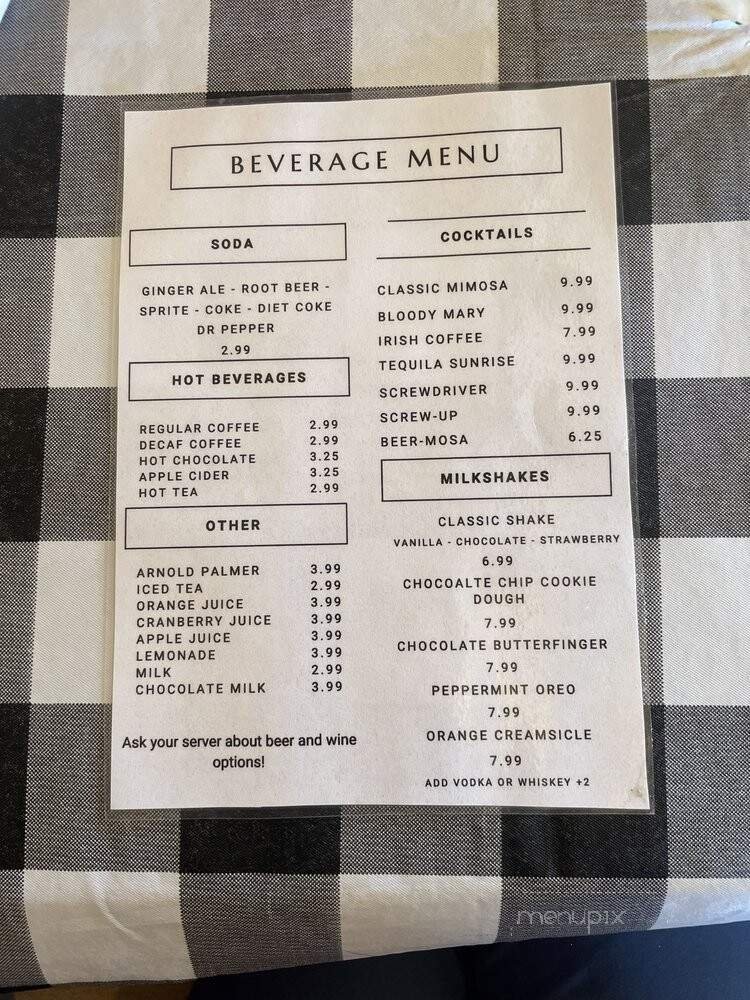 BEVERAGE MENU
SODA
GINGER ALE - ROOT BEER -
SPRITE - COKE - DIET COKE
DR PEPPER
2.99
HOT BEVERAGES
REGULAR COFFEE 2.99
DECAF COFFEE 2.99
HOT CHOCOLATE 3.25
APPLE CIDER 3.25
HOT TEA 2.99
OTHER
ARNOLD PALMER 3.99
ICED TEA 2.99
ORANGE JUICE 3.99
CRANBERRY JUICE 3.99
APPLE JUICE 3.99
LEMONADE 3.99
MILK 2.99
CHOCOLATE MILK 3.99
Ask your server about beer and wine
options!
COCKTAILS
CLASSIC MIMOSA 9.99
BLOODY MARY 9.99
IRISH COFFEE 7.99
TEQUILA SUNRISE 9.99
SCREWDRIVER 9.99
SCREW-UP 9.99
BEER-MOSA 6.25
MILKSHAKES
CLASSIC SHAKE
VANILLA - CHOCOLATE - STRAWBERRY
6.99
CHOCOALTE CHIP COOKIE
DOUGH
7.99
CHOCOLATE BUTTERFINGER
7.99
PEPPERMINT OREO
7.99
ORANGE CREAMSICLE
7.99
ADD VODKA OR WHISKEY +2
menupix